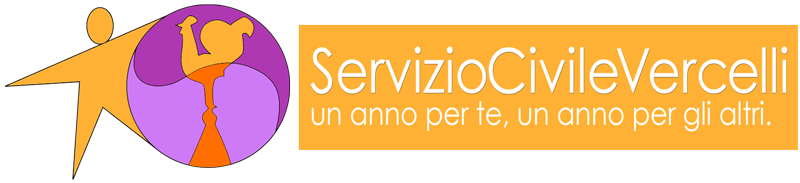 ServizioCivileVercelli
un anno per te, un anno per gli altri.